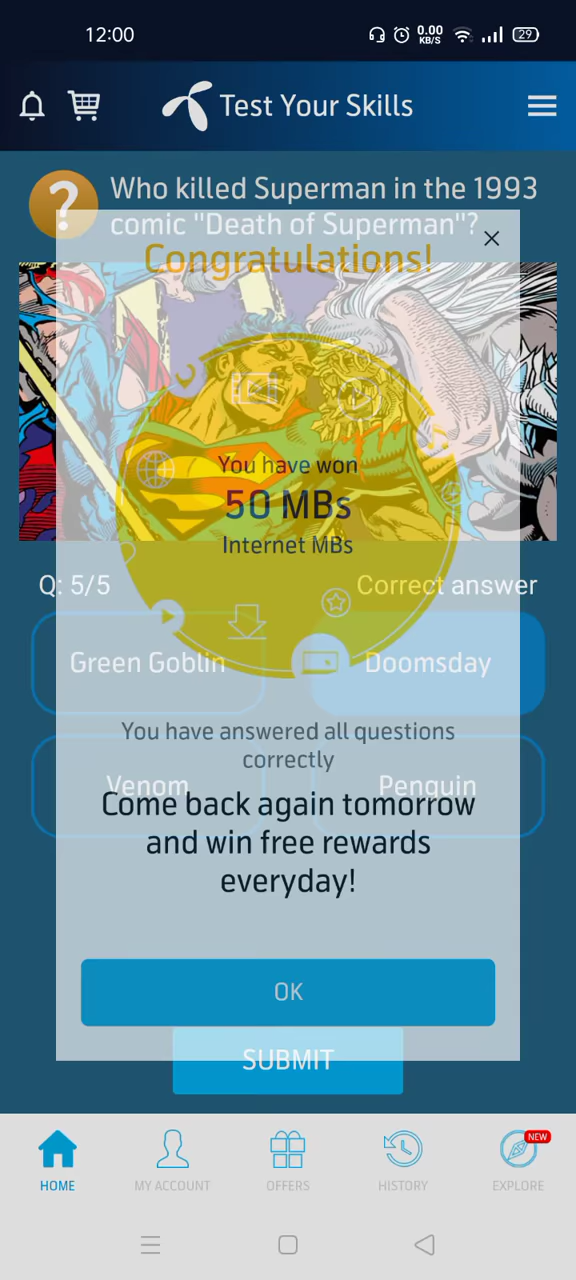 12:00
0.00
KB/S
29
Test Your Skills
?
Who killed Superman in the 1993
comic "Death of Superman"?
Congratulations!
You have won
50 MBs
Internet MBs
Q: 5/5
Correct answer
Green Goblin
Doomsday
You have answered all questions
correctly
Venom
Penguin
Come back again tomorrow
and win free rewards
everyday!
OK
SUBMIT
NEW
HOME
MY ACCOUNT
OFFERS
HISTORY
EXPLORE